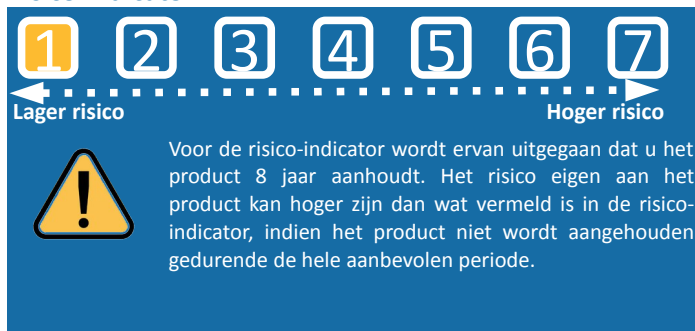 1 2 3 4 5 6 7
Lager risico Hoger risico
Voor de risico-indicator wordt ervan uitgegaan dat u het
product 8 jaar aanhoudt. Het risico eigen aan het
product kan hoger zijn dan wat vermeld is in de risico-
indicator, indien het product niet wordt aangehouden
gedurende de hele aanbevolen periode.